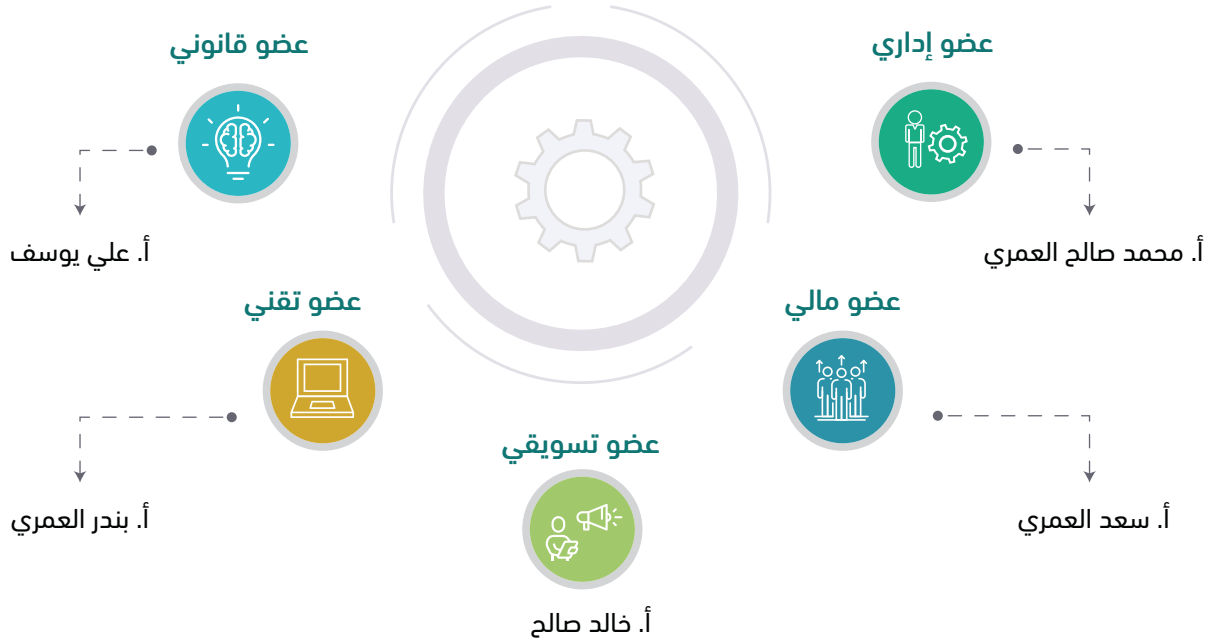 عضو إداري
أ. محمد صالح العمري
عضو قانوني
أ. علي يوسف
عضو مالي
أ. سعد العمري
عضو تقني
أ. بندر العمري
عضو تسويقي
أ. خالد صالح